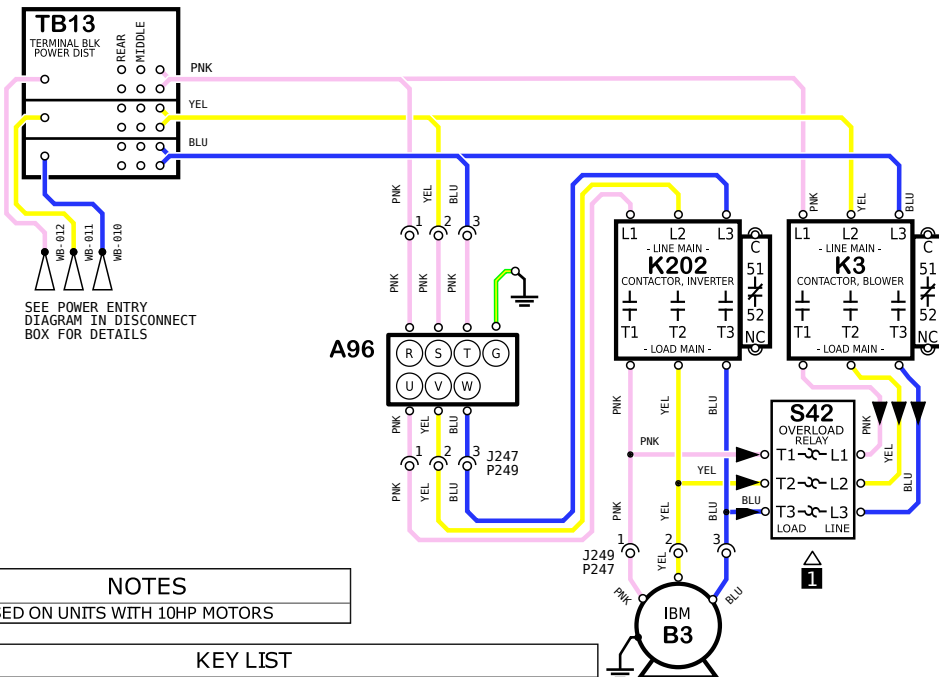 TB13
TERMINAL BLK
POWER DIST
REAR
MIDDLE
PNK
YEL
BLU
WB-012
WB-011
WB-010
SEE POWER ENTRY
DIAGRAM IN DISCONNECT
BOX FOR DETAILS
PNK
YEL
BLU
1
2
3
PNK
PNK
PNK
A96
R
S
T
G
U
V
W
PNK
YEL
BLU
1
2
3
J247
P249
PNK
YEL
BLU
L1
L2
L3
- LINE MAIN -
K202
CONTACTOR, INVERTER
T1
T2
T3
- LOAD MAIN -
C
51
52
NC
PNK
YEL
BLU
L1
L2
L3
- LINE MAIN -
K3
CONTACTOR, BLOWER
T1
T2
T3
- LOAD MAIN -
C
51
52
NC
PNK
YEL
BLU
PNK
YEL
BLU
S42
OVERLOAD
RELAY
T1
L1
T2
L2
T3
L3
LOAD
LINE
PNK
YEL
BLU
1
PNK
YEL
BLU
1
2
3
J249
P247
PNK
YEL
BLU
IBM
B3
NOTES
SED ON UNITS WITH 10HP MOTORS
KEY LIST